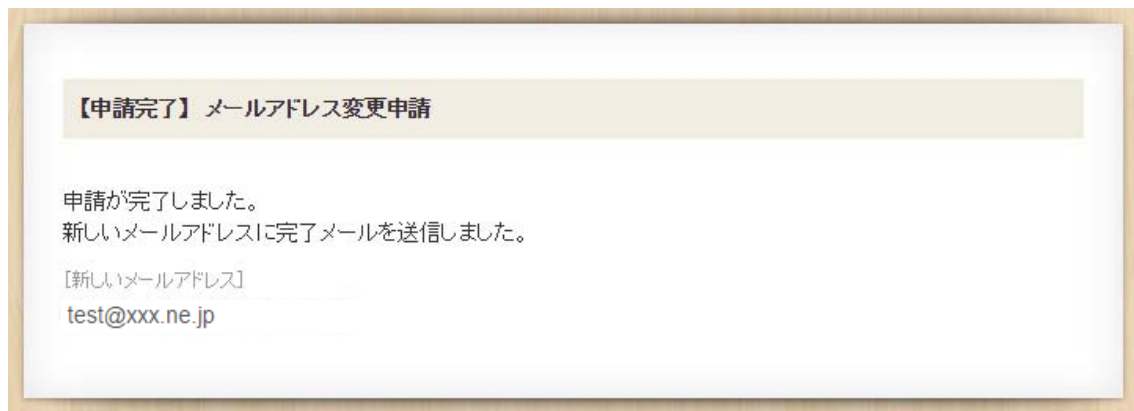 【申請完了】 メールアドレス変更申請
申請が完了しました。
新しいメールアドレスに完了メールを送信しました。
[新しいメールアドレス]
test@xxx.ne.jp